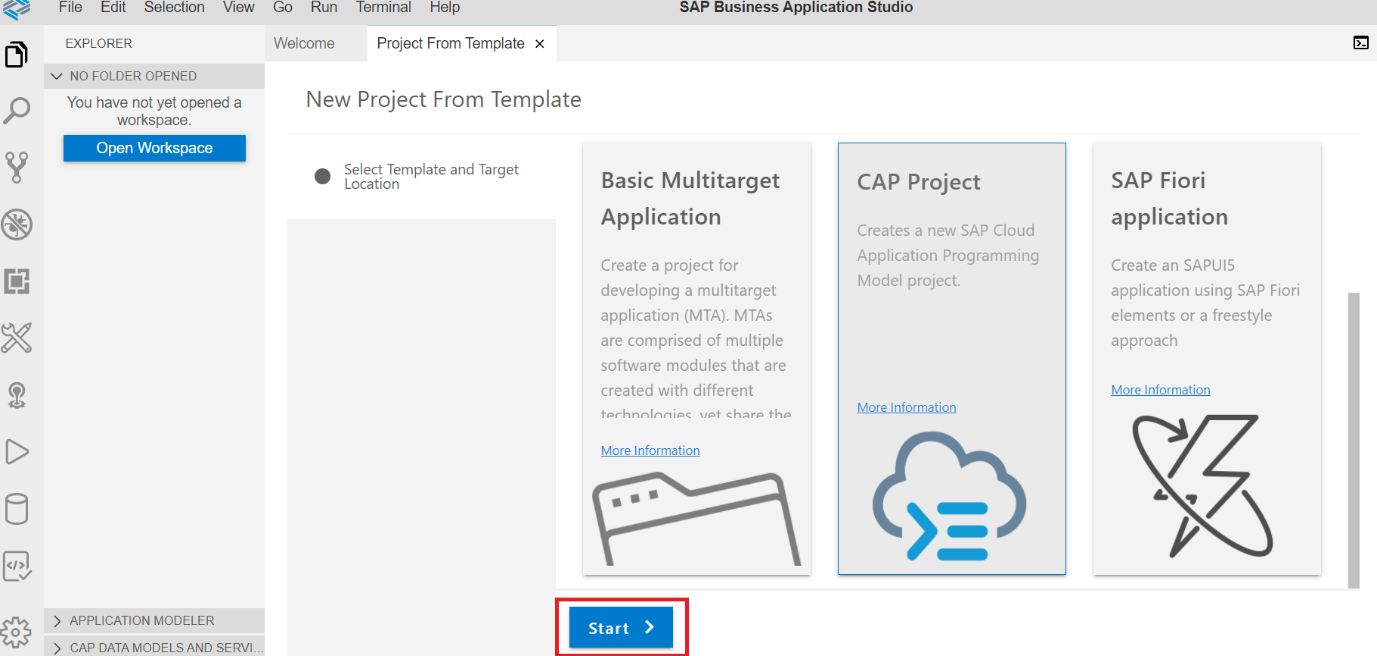 File Edit Selection View Go Run Terminal Help
SAP Business Application Studio
EXPLORER
NO FOLDER OPENED
You have not yet opened a
workspace.
Open Workspace
APPLICATION MODELER
CAP DATA MODELS AND SERVI...
Welcome
Project From Template
New Project From Template
Select Template and Target
Location
Basic Multitarget
Application
Create a project for
developing a multitarget
application (MTA). MTAs
are comprised of multiple
software modules that are
created with different
technologies, yet share the
More Information
CAP Project
Creates a new SAP Cloud
Application Programming
Model project.
More Information
SAP Fiori
application
Create an SAPUI5
application using SAP Fiori
elements or a freestyle
approach
More Information
Start